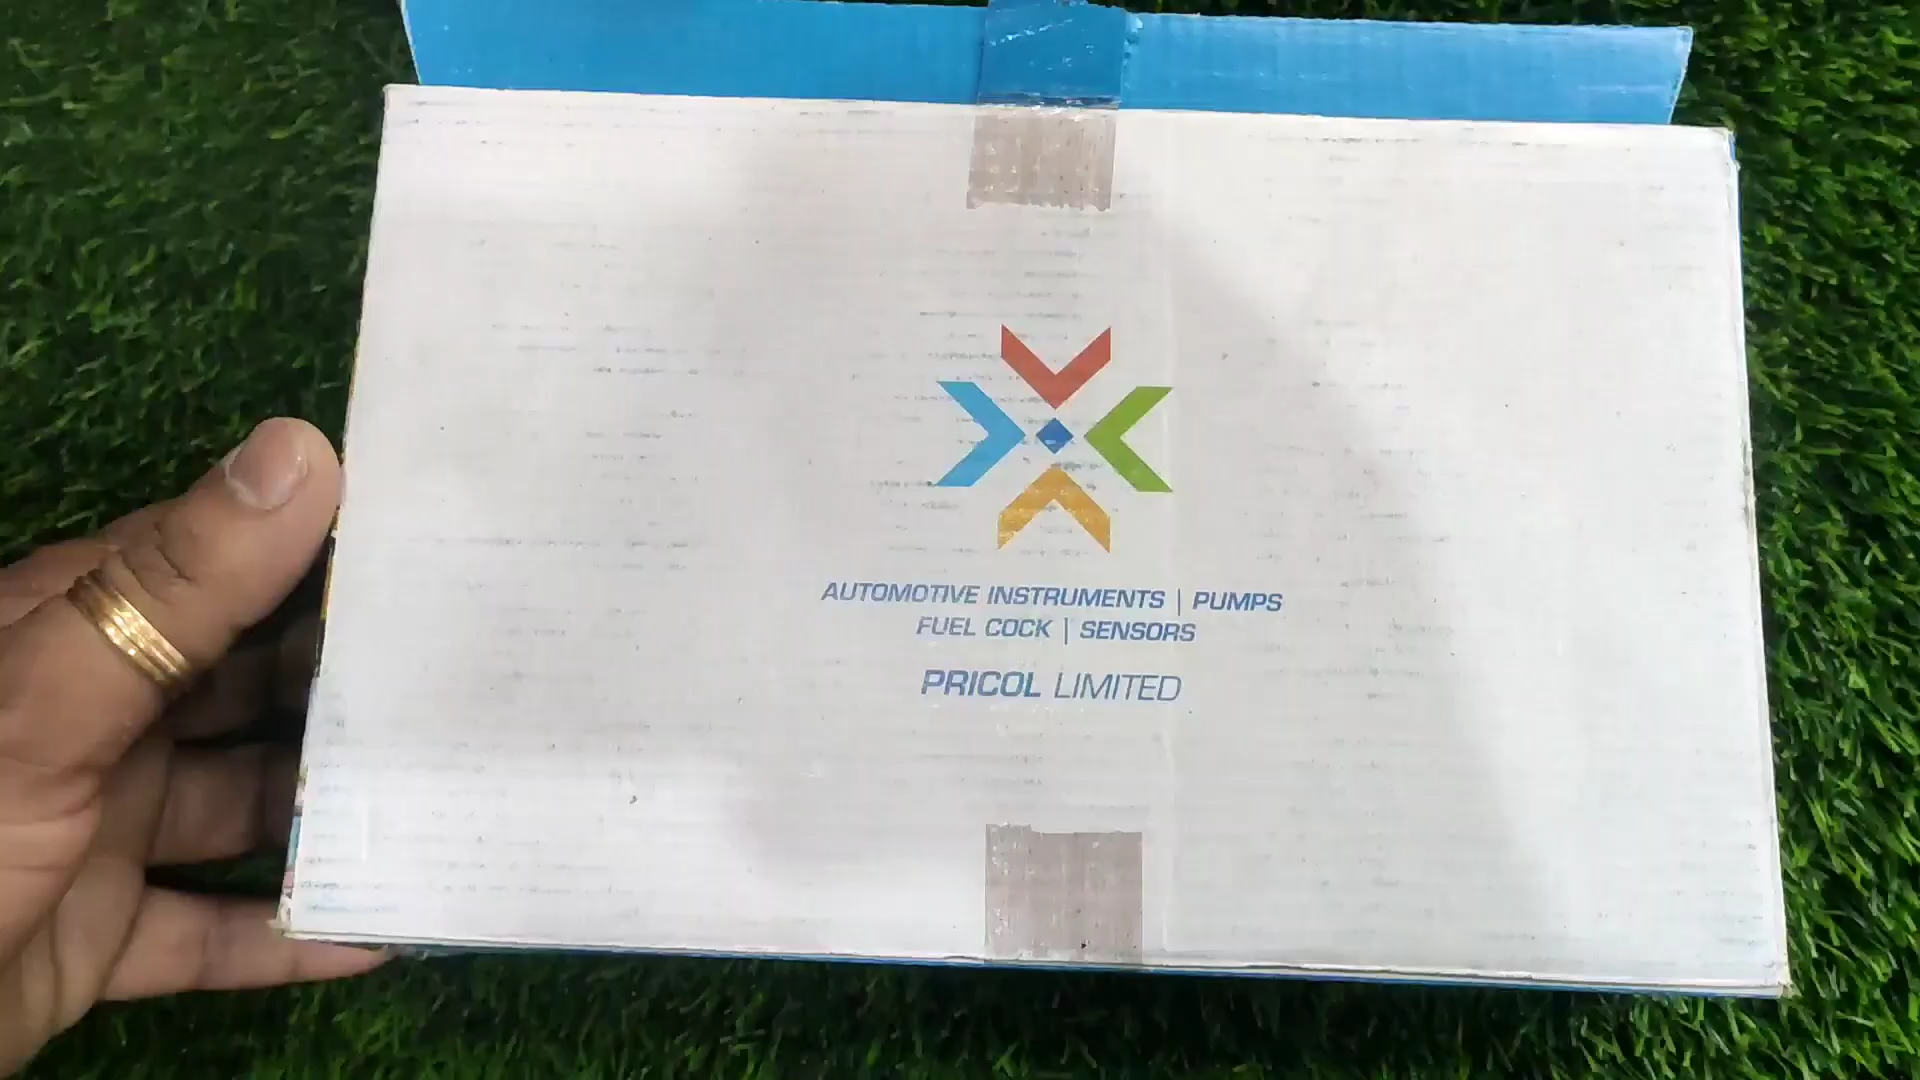 AUTOMOTIVE INSTRUMENTS | PUMPS
FUEL COCK | SENSORS
PRICOL LIMITED